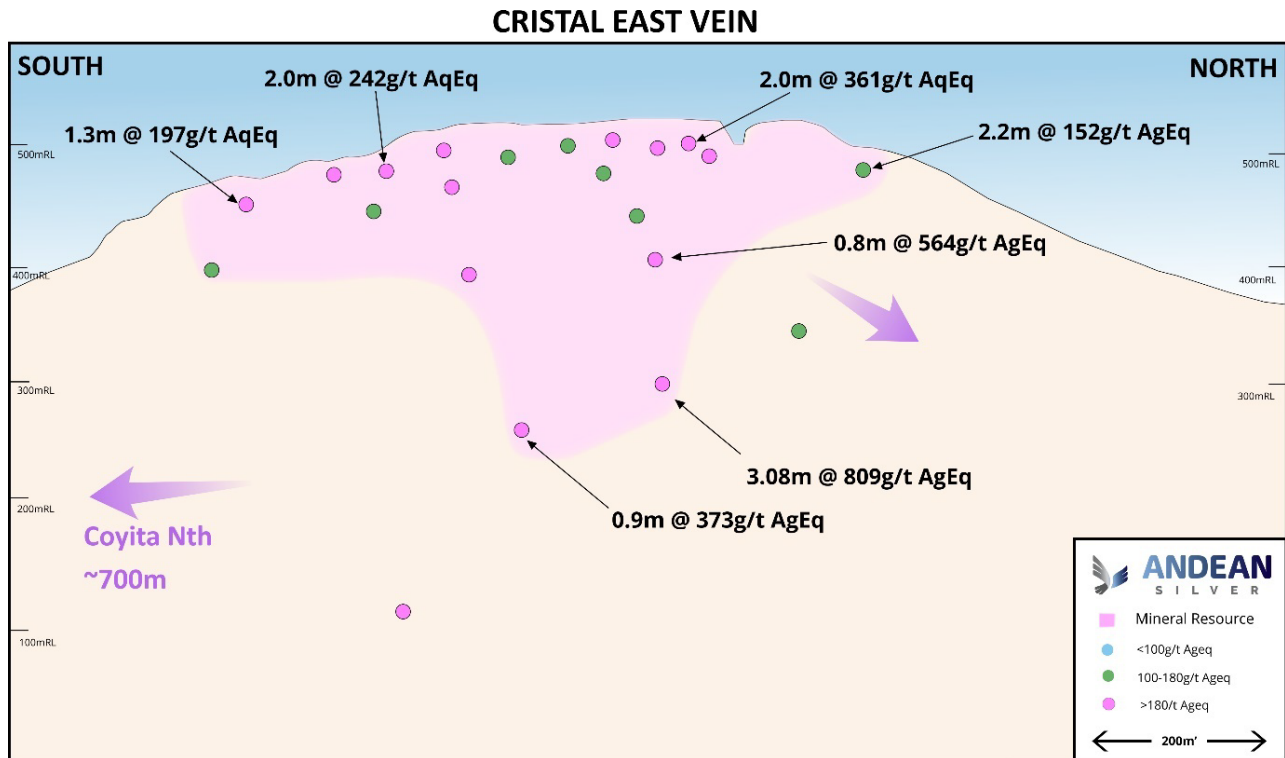 CRISTAL EAST VEIN
SOUTH
NORTH
2.0m @ 242g/t AqEq
2.0m @ 361g/t AqEq
1.3m @ 197g/t AqEq
2.2m @ 152g/t AgEq
500mRL
500mRL
0.8m @ 564g/t AgEq
400mRL
400mRL
300mRL
300mRL
3.08m @ 809g/t AgEq
200mRL
0.9m @ 373g/t AgEq
Coyita Nth
~700m
100mRL
ANDEAN
SILVER
Mineral Resource
<100g/t Ageq
100-180g/t Ageq
>180/t Ageq
200m'